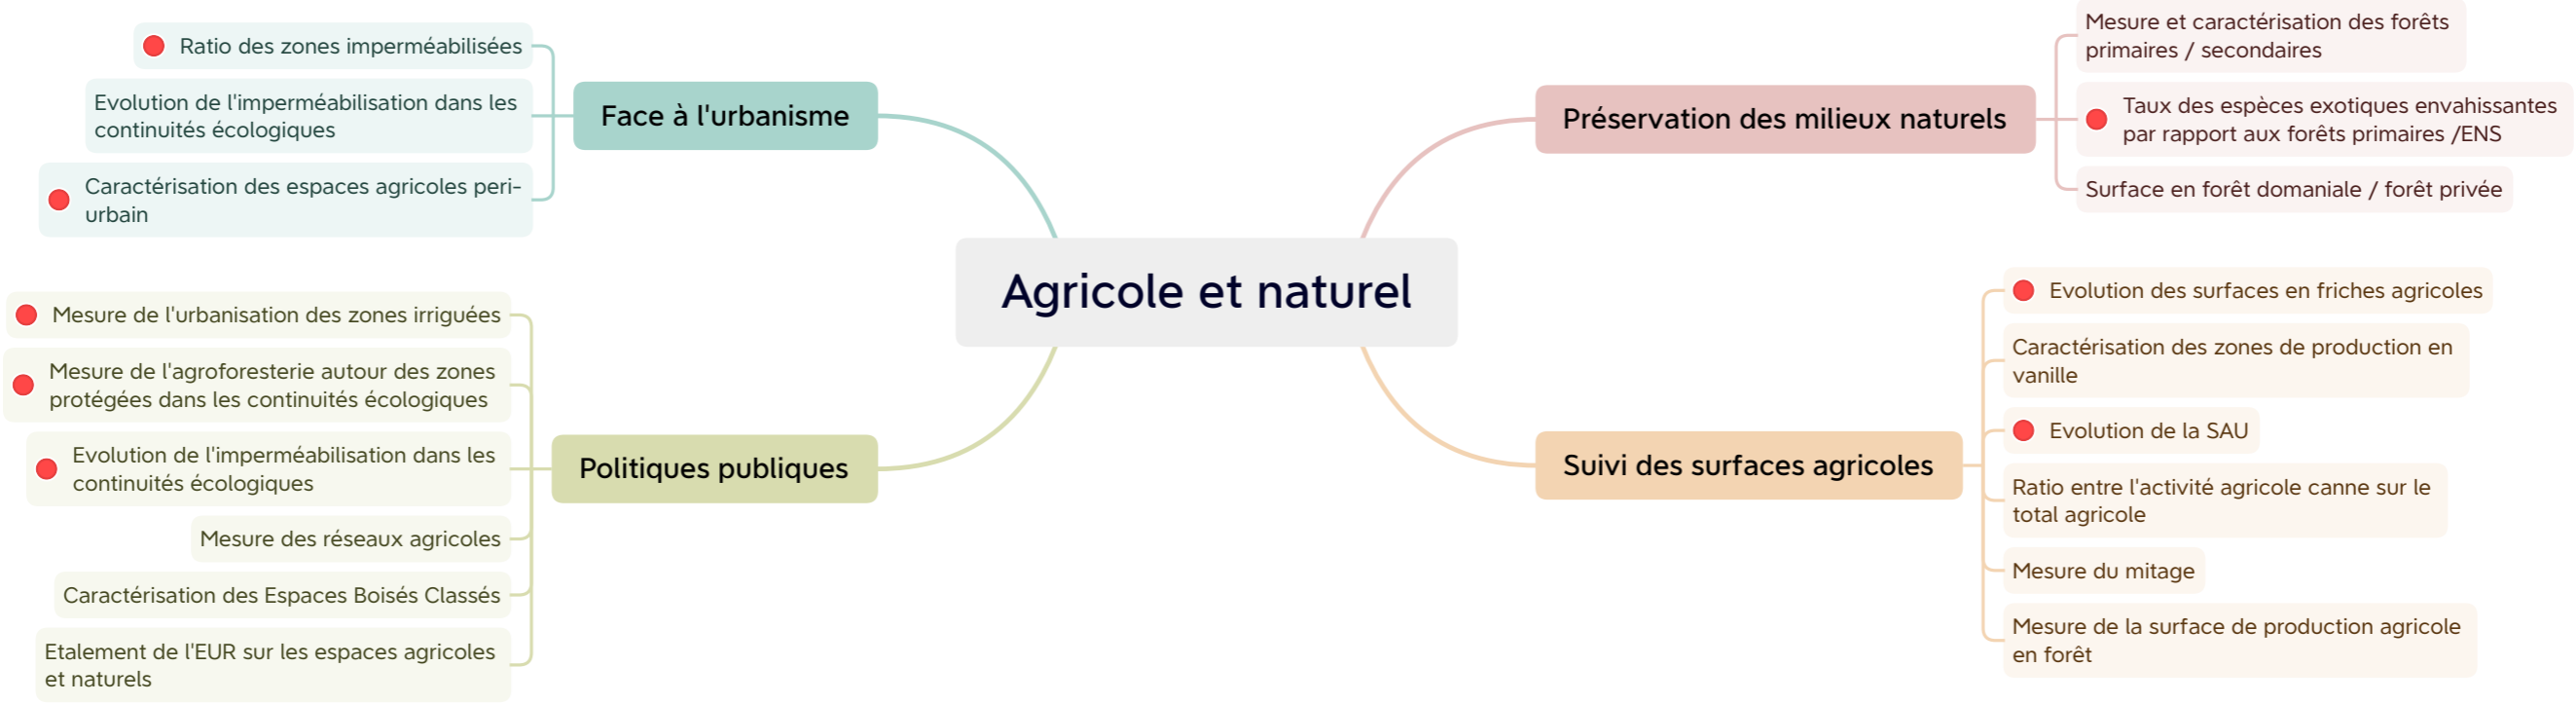 Agricole et naturel
Face à l'urbanisme
Ratio des zones imperméabilisées
Evolution de l'imperméabilisation dans les
continuités écologiques
Caractérisation des espaces agricoles peri-
urbain
Politiques publiques
Mesure de l'urbanisation des zones irriguées
Mesure de l'agroforesterie autour des zones
protégées dans les continuités écologiques
Evolution de l'imperméabilisation dans les
continuités écologiques
Mesure des réseaux agricoles
Caractérisation des Espaces Boisés Classés
Etalement de l'EUR sur les espaces agricoles
et naturels
Préservation des milieux naturels
Mesure et caractérisation des forêts
primaires / secondaires
Taux des espèces exotiques envahissantes
par rapport aux forêts primaires /ENS
Surface en forêt domaniale / forêt privée
Suivi des surfaces agricoles
Evolution des surfaces en friches agricoles
Caractérisation des zones de production en
vanille
Evolution de la SAU
Ratio entre l'activité agricole canne sur le
total agricole
Mesure du mitage
Mesure de la surface de production agricole
en forêt